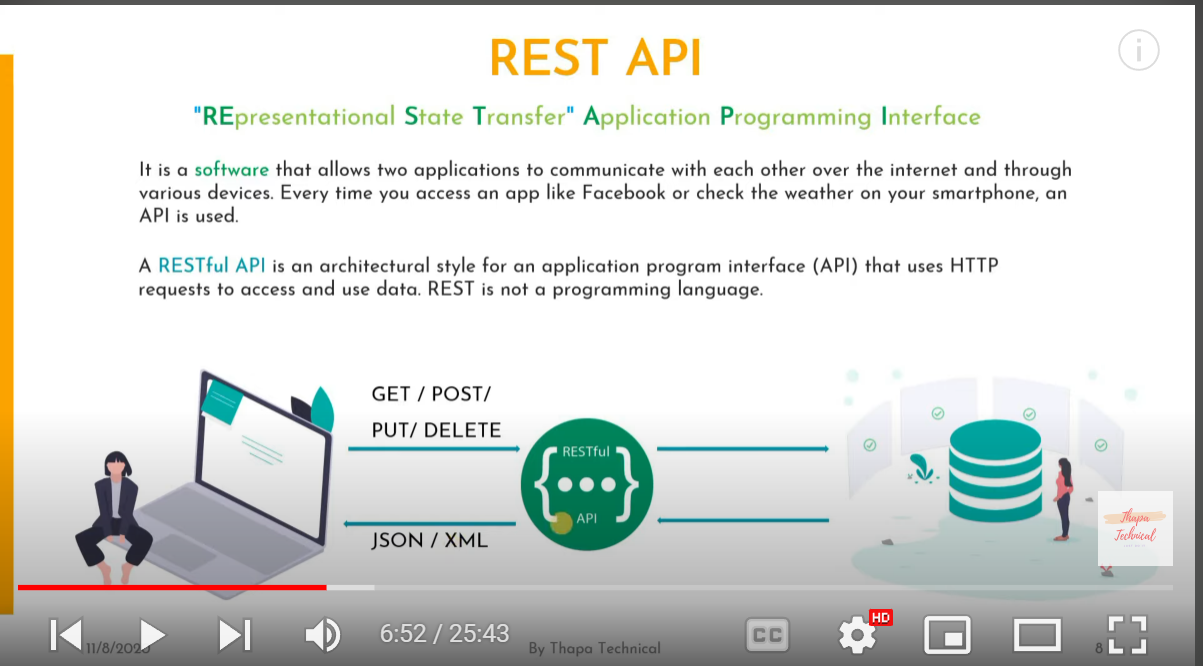 REST API
"REpresentational State Transfer" Application Programming Interface
It is a software that allows two applications to communicate with each other over the internet and through
various devices. Every time you access an app like Facebook or check the weather on your smartphone, an
API is used.
A RESTful API is an architectural style for an application program interface (API) that uses HTTP
requests to access and use data. REST is not a programming language.
GET / POST/
PUT/ DELETE
RESTful
API
JSON / XML
Thapa
Technical
6:52 / 25:43
CC
HD
11/8/2020
By Thapa Technical
8